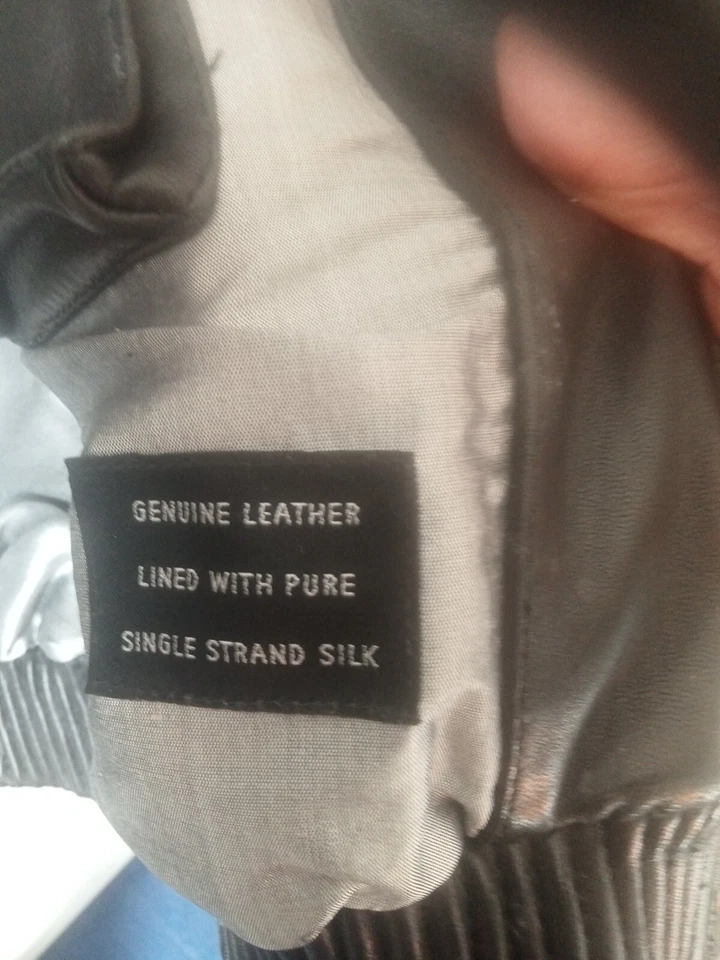 GENUINE LEATHER
LINED WITH PURE
SINGLE STRAND SILK